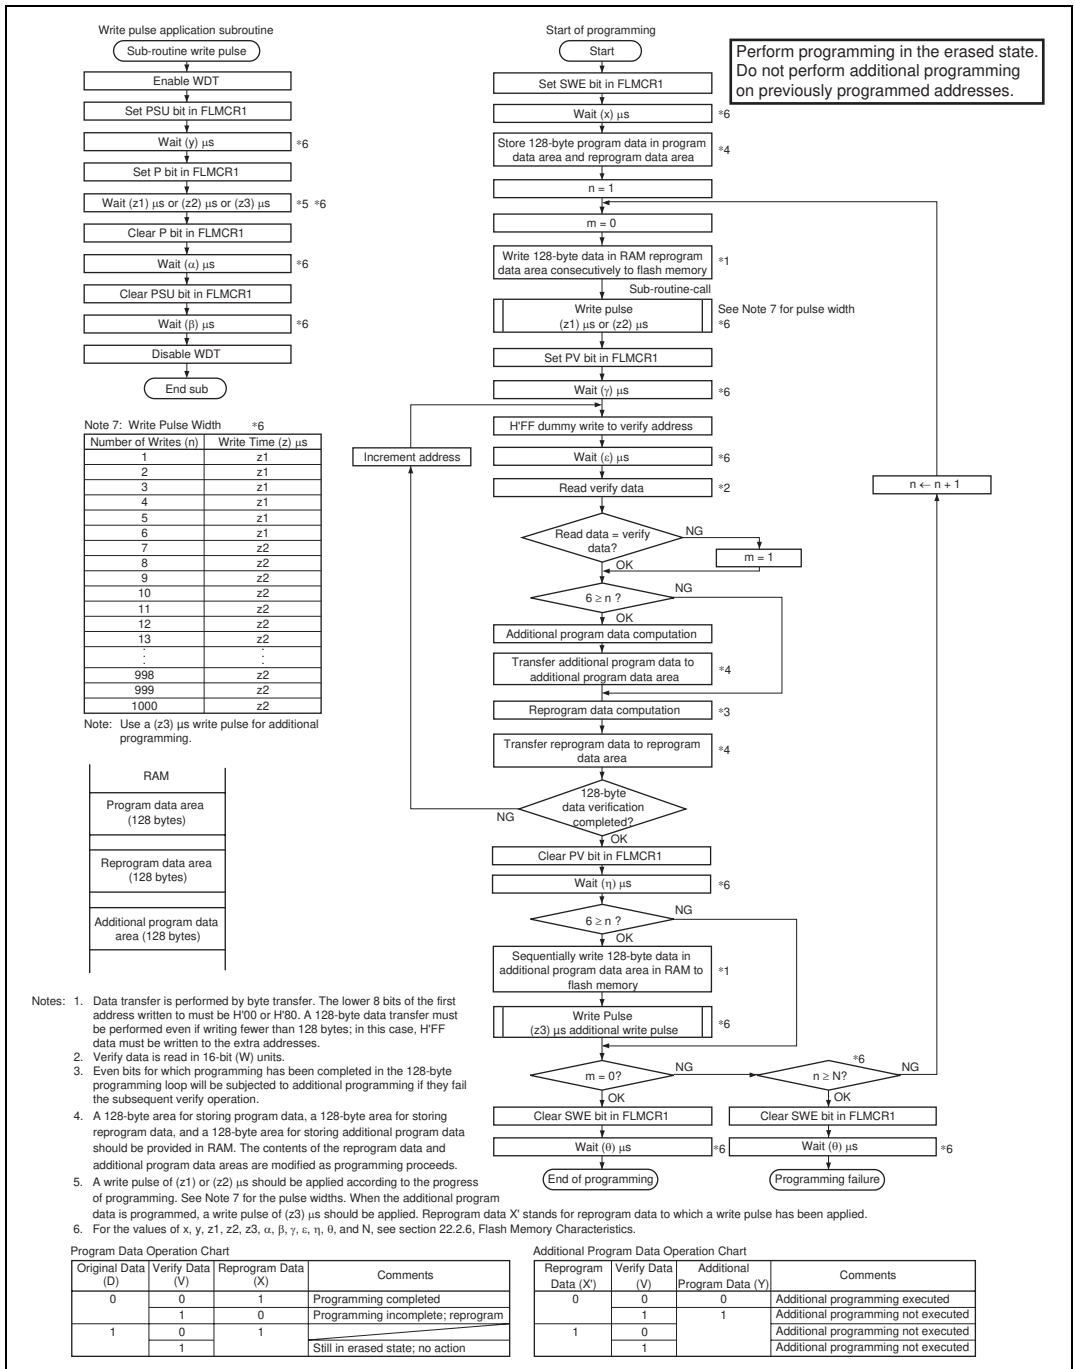 Write pulse application subroutine
Sub-routine write pulse
Enable WDT
Set PSU bit in FLMCR1
Wait (y) μs *6
Set P bit in FLMCR1
Wait (z1) μs or (z2) μs or (z3) μs *5 *6
Clear P bit in FLMCR1
Wait (α) μs *6
Clear PSU bit in FLMCR1
Wait (β) μs *6
Disable WDT
End sub
Note 7: Write Pulse Width *6
Number of Writes (n) Write Time (z) μs
1 z1
2 z1
3 z1
4 z1
5 z1
6 z1
7 z2
8 z2
9 z2
10 z2
11 z2
12 z2
13 z2
⋮ ⋮
998 z2
999 z2
1000 z2
Note: Use a (z3) μs write pulse for additional
programming.
RAM
Program data area
(128 bytes)
Reprogram data area
(128 bytes)
Additional program data
area (128 bytes)
Start of programming
Start
Set SWE bit in FLMCR1
Wait (x) μs *6
Store 128-byte program data in program
data area and reprogram data area *4
n = 1
m = 0
Write 128-byte data in RAM reprogram
data area consecutively to flash memory *1
Sub-routine-call
Write pulse
(z1) μs or (z2) μs
See Note 7 for pulse width
*6
Set PV bit in FLMCR1
Wait (γ) μs *6
H'FF dummy write to verify address
Increment address
Wait (ε) μs *6
Read verify data *2
n ← n + 1
Read data = verify
data?
NG
m = 1
OK
6 ≥ n ?
NG
OK
Additional program data computation
Transfer additional program data to
additional program data area *4
Reprogram data computation *3
Transfer reprogram data to reprogram
data area *4
128-byte
data verification
completed?
NG
OK
Clear PV bit in FLMCR1
Wait (η) μs *6
6 ≥ n ?
NG
OK
Sequentially write 128-byte data in
additional program data area in RAM to
flash memory *1
Write Pulse
(z3) μs additional write pulse *6
m = 0?
NG
*6
n ≥ N?
NG
OK
OK
Clear SWE bit in FLMCR1
Clear SWE bit in FLMCR1
Wait (θ) μs *6
Wait (θ) μs *6
End of programming
Programming failure
Perform programming in the erased state.
Do not perform additional programming
on previously programmed addresses.
Notes: 1. Data transfer is performed by byte transfer. The lower 8 bits of the first
address written to must be H'00 or H'80. A 128-byte data transfer must
be performed even if writing fewer than 128 bytes; in this case, H'FF
data must be written to the extra addresses.
2. Verify data is read in 16-bit (W) units.
3. Even bits for which programming has been completed in the 128-byte
programming loop will be subjected to additional programming if they fail
the subsequent verify operation.
4. A 128-byte area for storing program data, a 128-byte area for storing
reprogram data, and a 128-byte area for storing additional program data
should be provided in RAM. The contents of the reprogram data and
additional program data areas are modified as programming proceeds.
5. A write pulse of (z1) or (z2) μs should be applied according to the progress
of programming. See Note 7 for the pulse widths. When the additional program
data is programmed, a write pulse of (z3) μs should be applied. Reprogram data X' stands for reprogram data to which a write pulse has been applied.
6. For the values of x, y, z1, z2, z3, α, β, γ, ε, η, θ, and N, see section 22.2.6, Flash Memory Characteristics.
Program Data Operation Chart
Original Data (D) Verify Data (V) Reprogram Data (X) Comments
0 0 1 Programming completed
1 0 Programming incomplete; reprogram
1 0 1
1 Still in erased state; no action
Additional Program Data Operation Chart
Reprogram Data (X') Verify Data (V) Additional Program Data (Y) Comments
0 0 0 Additional programming executed
1 1 Additional programming not executed
1 0 Additional programming not executed
1 Additional programming not executed